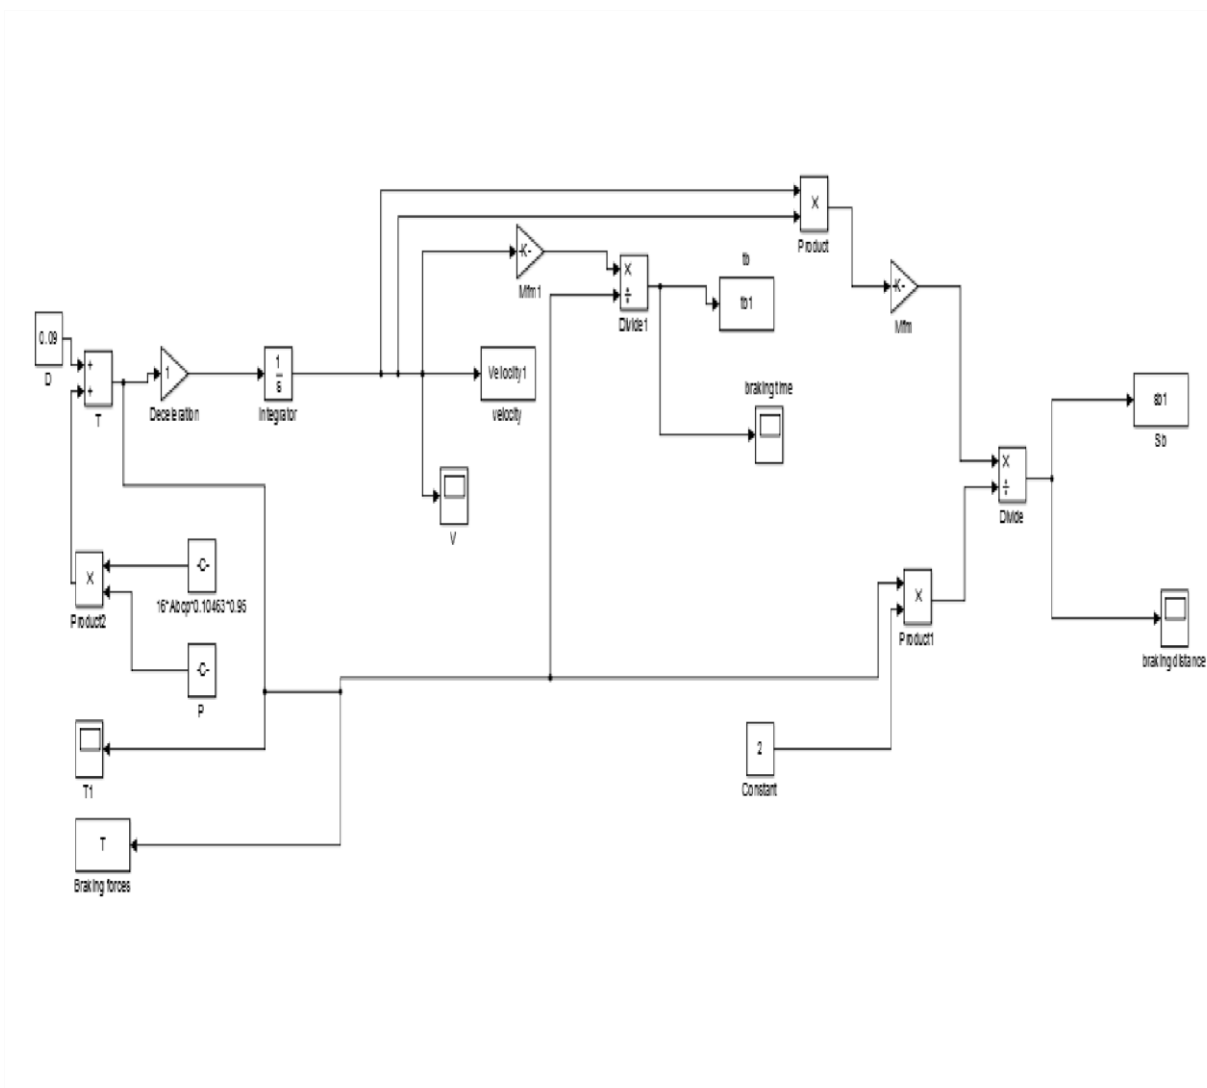 X
Product
-K-
Mfm1
X
÷
Divide1
tb
tb1
-K-
Mfm
0.09
D
+
+
T
1
Deceleration
1
s
Integrator
Velocity1
velocity
braking time
V
sb1
Sb
X
÷
Divide
X
Product2
-C-
16*Abcp*0.10463*0.95
-C-
P
X
Product1
braking distance
T1
2
Constant
T
Braking forces